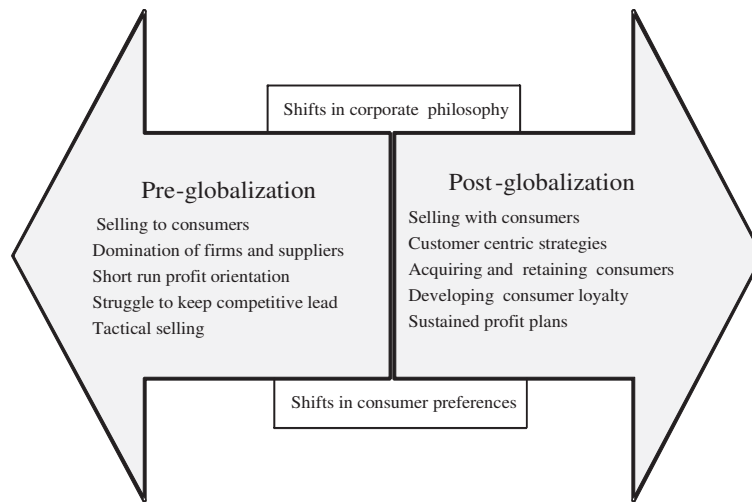 Shifts in corporate philosophy
Pre-globalization
Selling to consumers
Domination of firms and suppliers
Short run profit orientation
Struggle to keep competitive lead
Tactical selling
Post-globalization
Selling with consumers
Customer centric strategies
Acquiring and retaining consumers
Developing consumer loyalty
Sustained profit plans
Shifts in consumer preferences